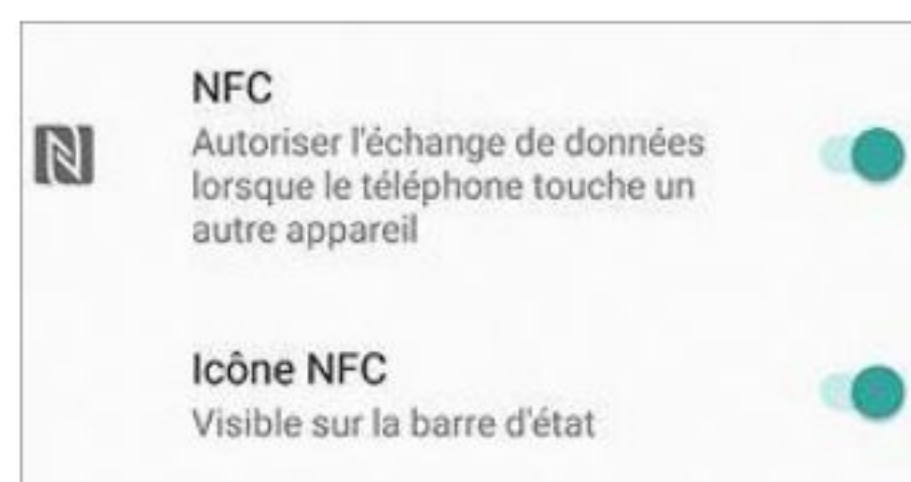 NFC
Autoriser l'échange de données
lorsque le téléphone touche un
autre appareil
Icône NFC
Visible sur la barre d'état